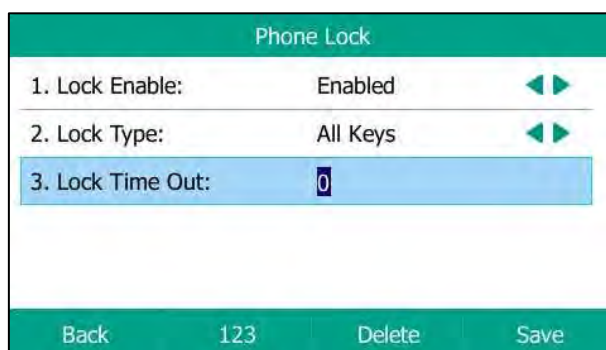 Phone Lock
1. Lock Enable: Enabled
2. Lock Type: All Keys
3. Lock Time Out: 0
Back 123 Delete Save